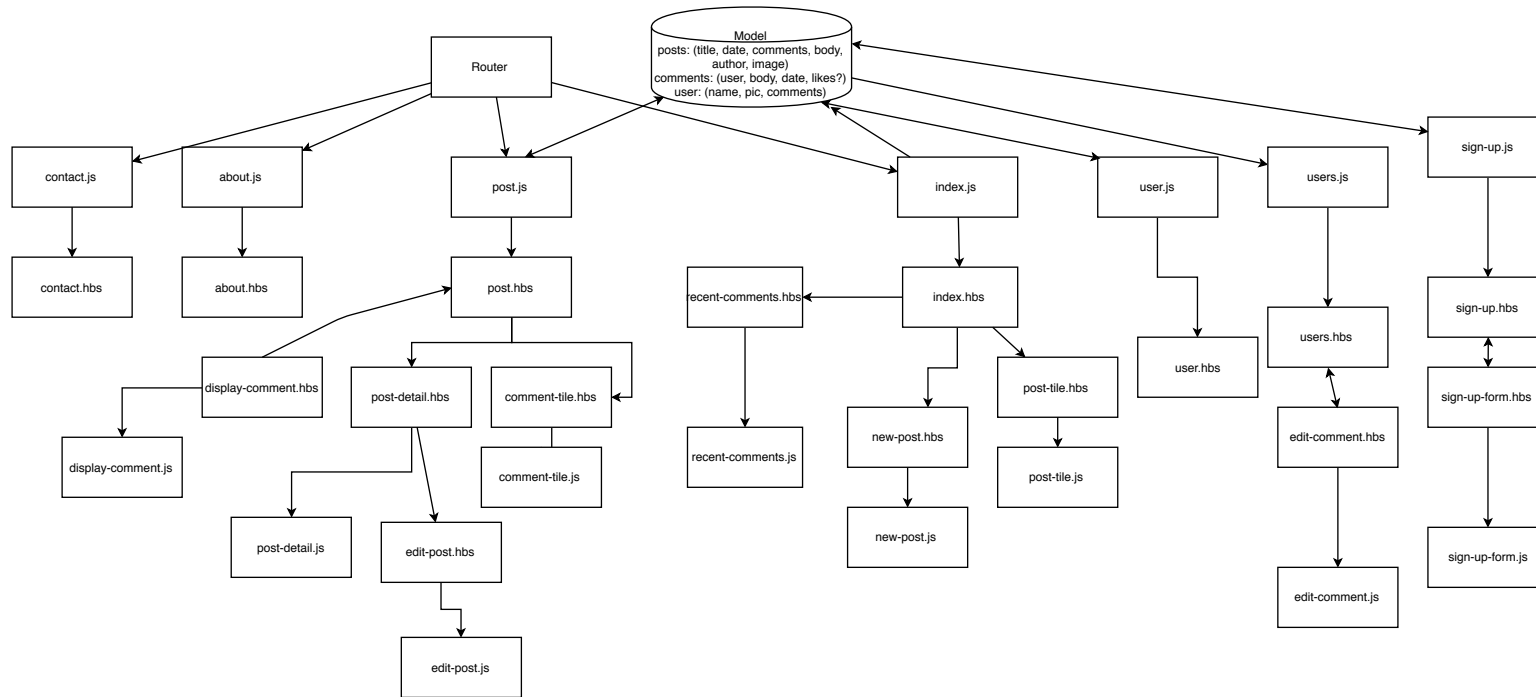 Model
posts: (title, date, comments, body,
author, image)
comments: (user, body, date, likes?)
user: (name, pic, comments)
Router
sign-up.js
contact.js
about.js
post.js
index.js
user.js
users.js
contact.hbs
about.hbs
post.hbs
recent-comments.hbs
index.hbs
sign-up.hbs
users.hbs
user.hbs
display-comment.hbs
post-detail.hbs
comment-tile.hbs
post-tile.hbs
sign-up-form.hbs
new-post.hbs
edit-comment.hbs
display-comment.js
comment-tile.js
recent-comments.js
post-tile.js
post-detail.js
edit-post.hbs
new-post.js
sign-up-form.js
edit-comment.js
edit-post.js